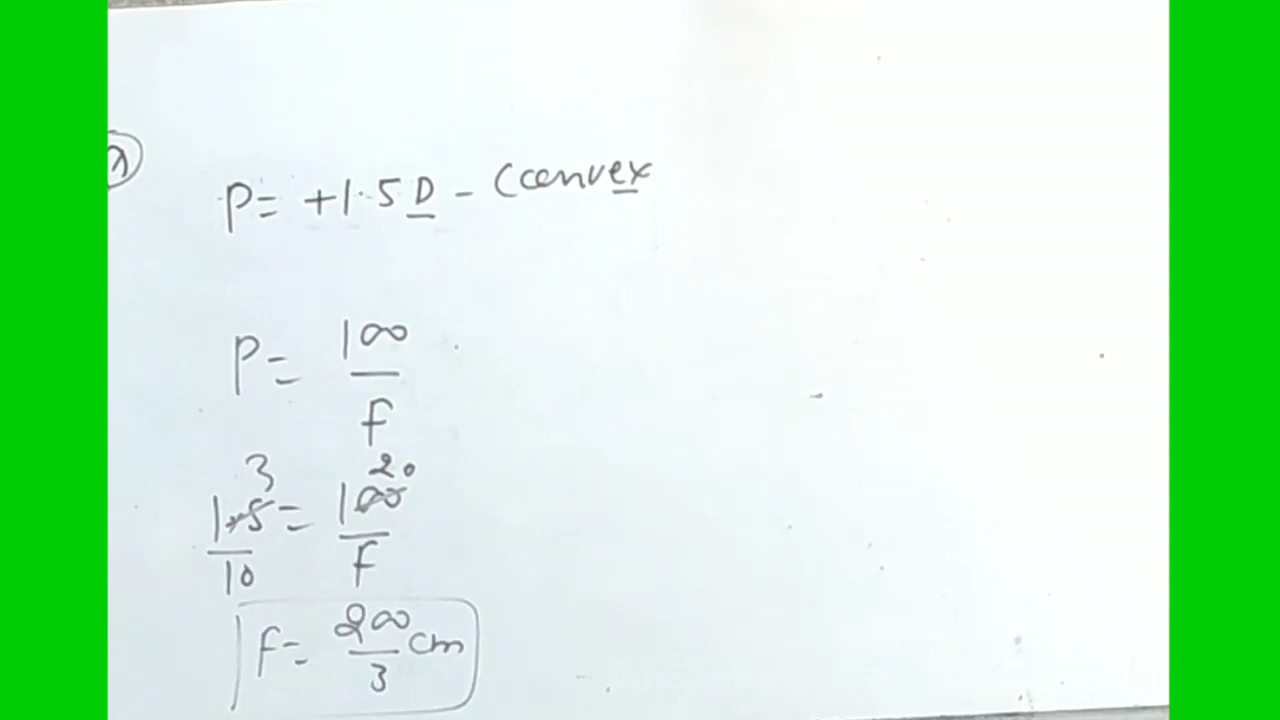 P= +1.5 D - (convex
P= 100
F
3 20
1.5 = 100
10 F
F= 200 cm
3